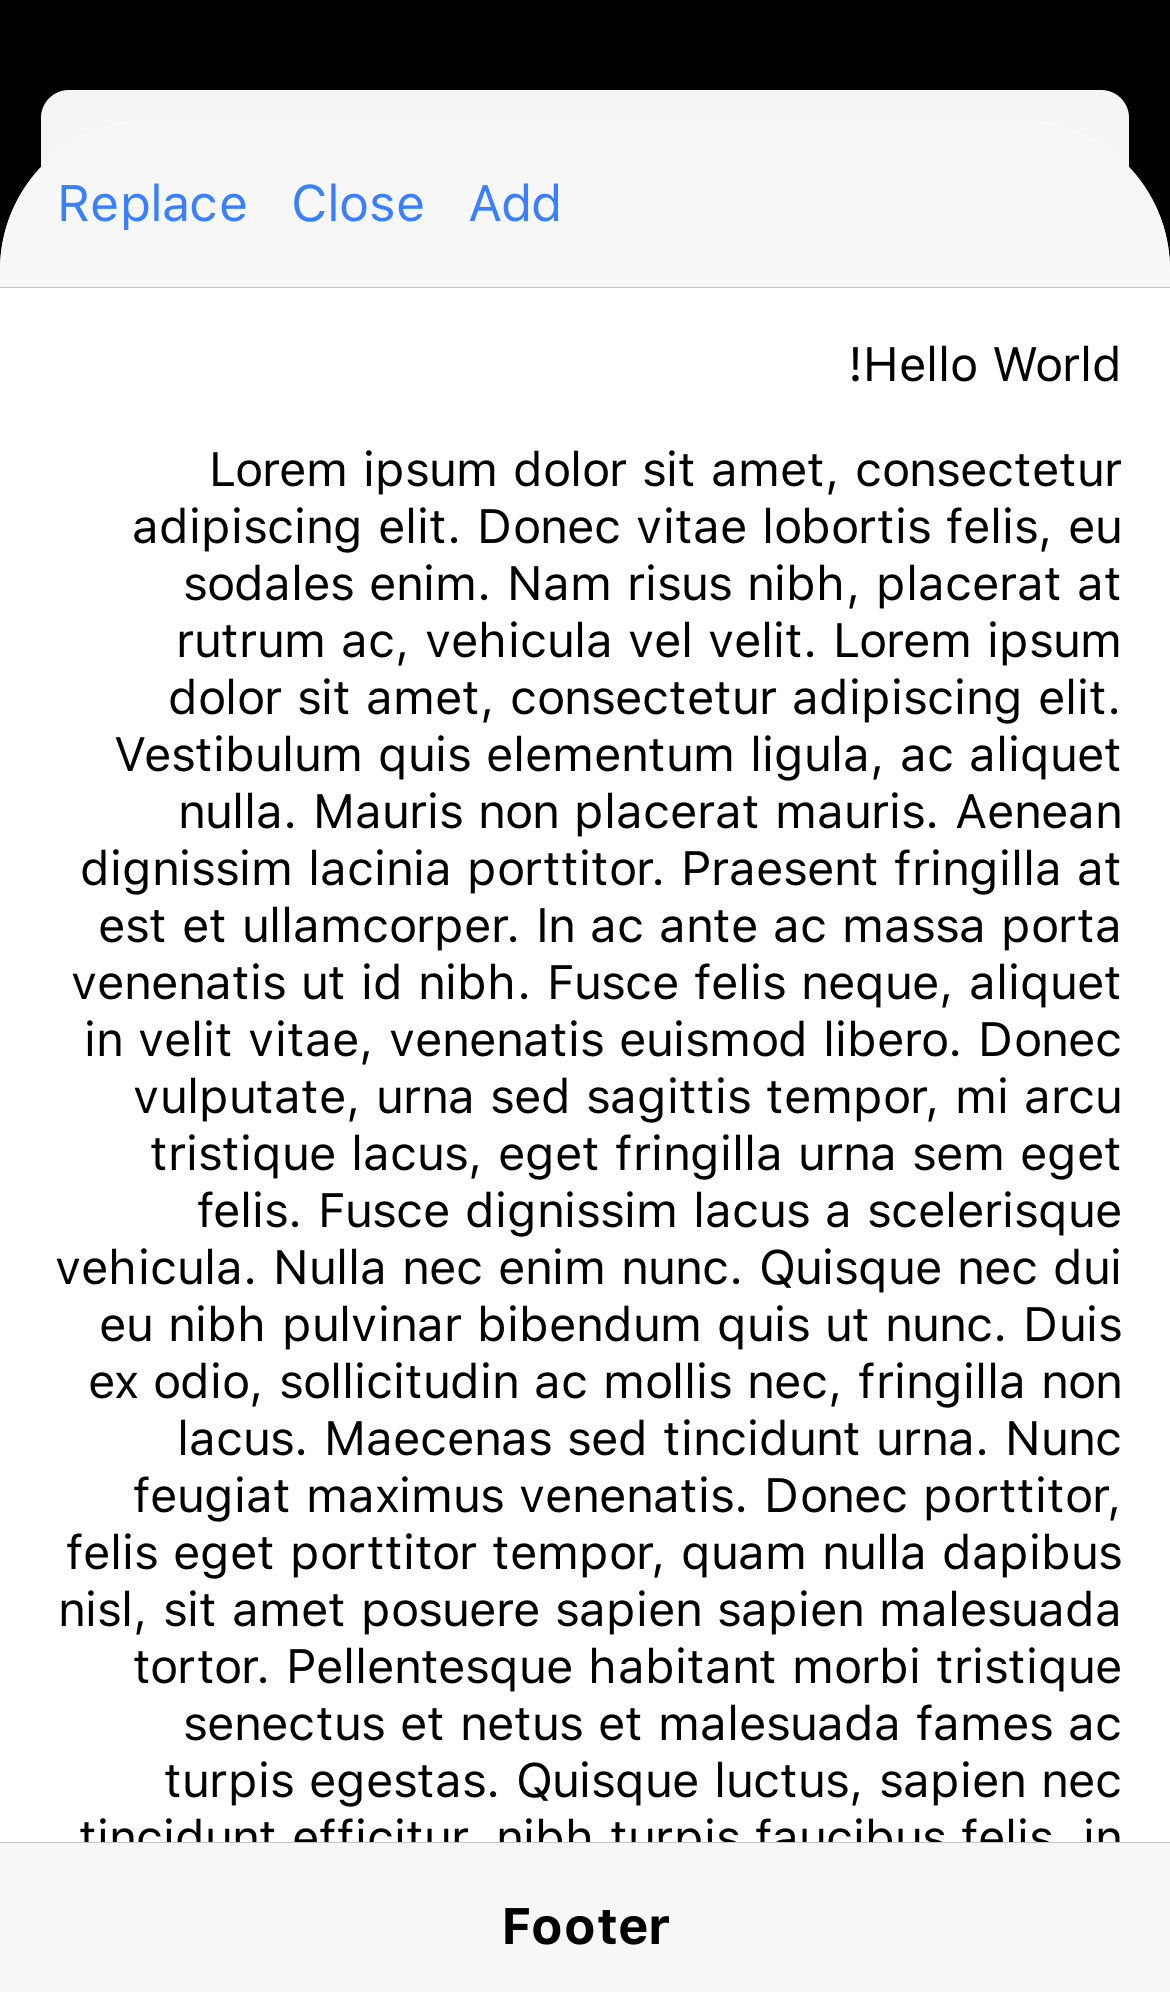 Replace Close Add
!Hello World
Lorem ipsum dolor sit amet, consectetur
adipiscing elit. Donec vitae lobortis felis, eu
sodales enim. Nam risus nibh, placerat at
rutrum ac, vehicula vel velit. Lorem ipsum
dolor sit amet, consectetur adipiscing elit.
Vestibulum quis elementum ligula, ac aliquet
nulla. Mauris non placerat mauris. Aenean
dignissim lacinia porttitor. Praesent fringilla at
est et ullamcorper. In ac ante ac massa porta
venenatis ut id nibh. Fusce felis neque, aliquet
in velit vitae, venenatis euismod libero. Donec
vulputate, urna sed sagittis tempor, mi arcu
tristique lacus, eget fringilla urna sem eget
felis. Fusce dignissim lacus a scelerisque
vehicula. Nulla nec enim nunc. Quisque nec dui
eu nibh pulvinar bibendum quis ut nunc. Duis
ex odio, sollicitudin ac mollis nec, fringilla non
lacus. Maecenas sed tincidunt urna. Nunc
feugiat maximus venenatis. Donec porttitor,
felis eget porttitor tempor, quam nulla dapibus
nisl, sit amet posuere sapien sapien malesuada
tortor. Pellentesque habitant morbi tristique
senectus et netus et malesuada fames ac
turpis egestas. Quisque luctus, sapien nec
tincidunt efficitur, nibh turpis faucibus felis, in
Footer